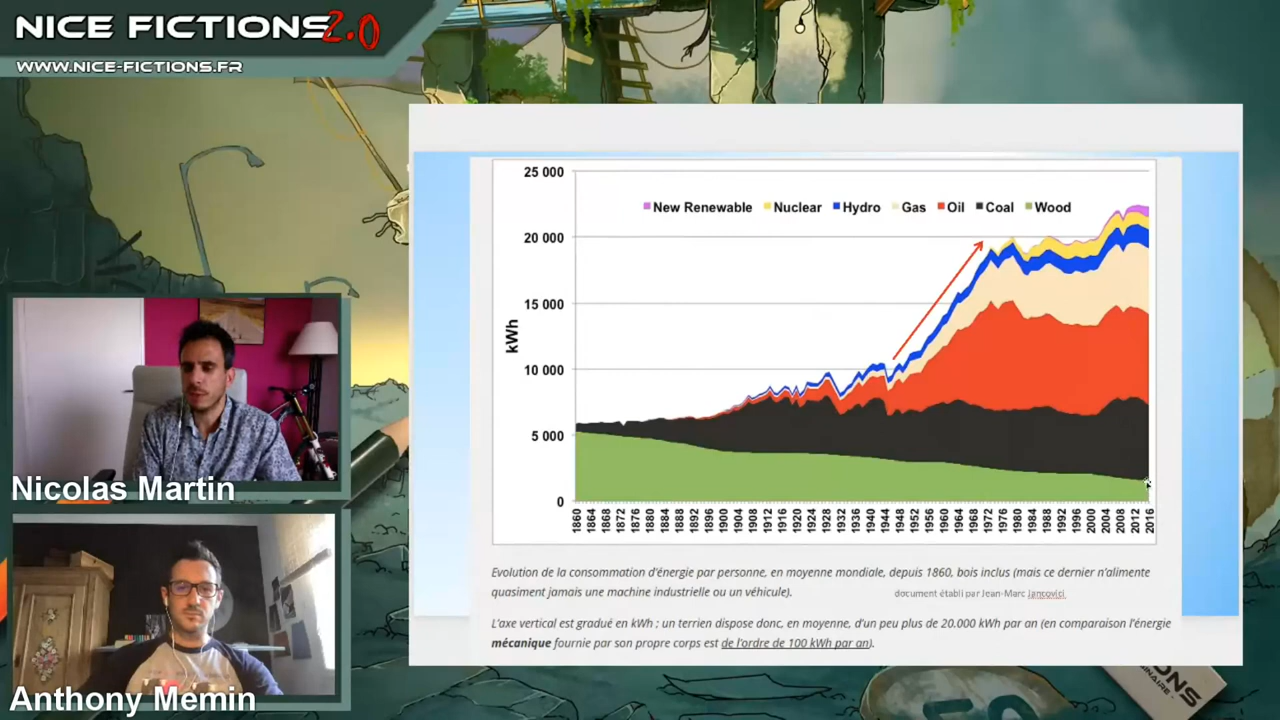 NICE FICTIONS 2.0
WWW.NICE-FICTIONS.FR
25 000
New Renewable Nuclear Hydro Gas Oil Coal Wood
20 000
15 000
kWh
10 000
5 000
0
1860 1864 1868 1872 1876 1880 1884 1888 1892 1896 1900 1904 1908 1912 1916 1920 1924 1928 1932 1936 1940 1944 1948 1952 1956 1960 1964 1968 1972 1976 1980 1984 1988 1992 1996 2000 2004 2008 2012 2016
Evolution de la consommation d'énergie par personne, en moyenne mondiale, depuis 1860, bois inclus (mais ce dernier n'alimente
quasiment jamais une machine industrielle ou un véhicule).
document établi par Jean-Marc Jancovici
L'axe vertical est gradué en kWh ; un terrien dispose donc, en moyenne, d'un peu plus de 20.000 kWh par an (en comparaison l'énergie
mécanique fournie par son propre corps est de l'ordre de 100 kWh par an).
Nicolas Martin
Anthony Memin